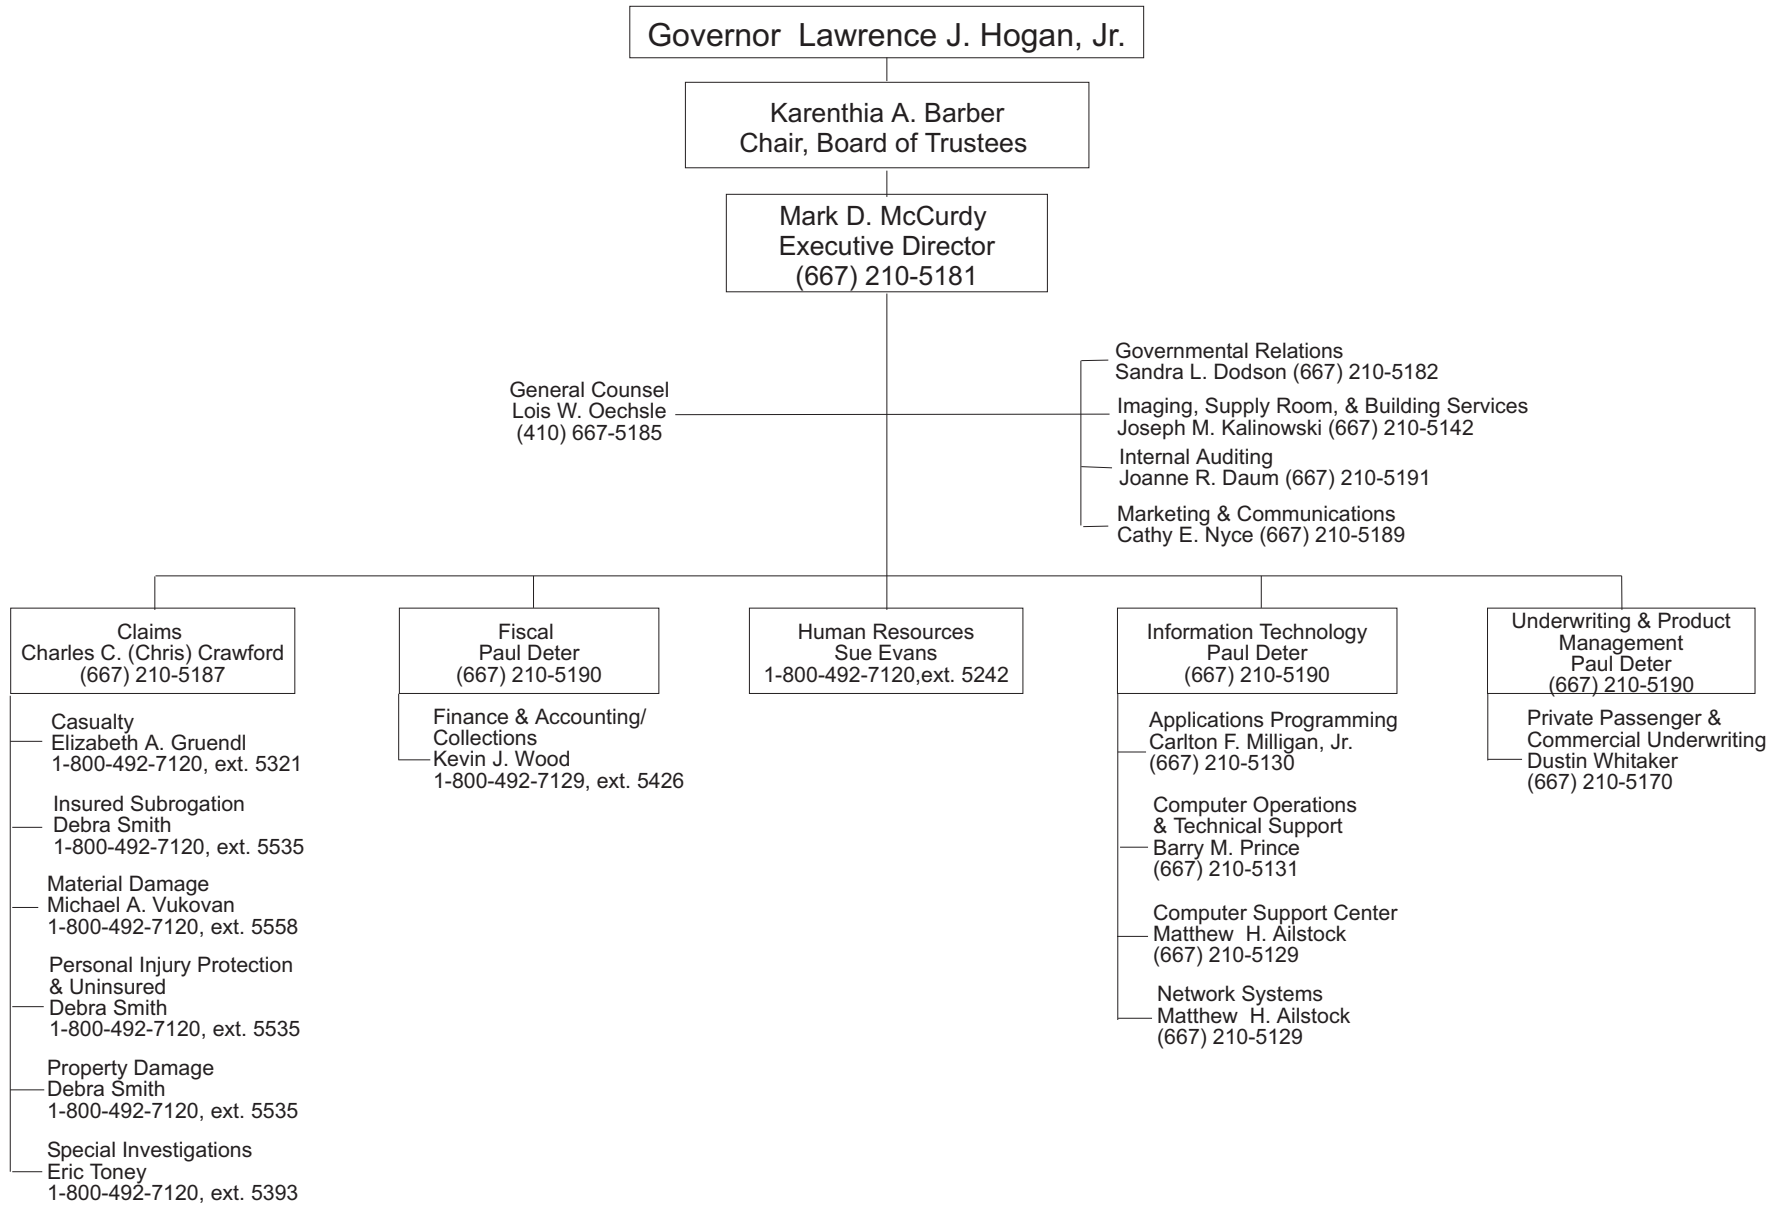 Governor Lawrence J. Hogan, Jr.
Karenthia A. Barber
Chair, Board of Trustees
Mark D. McCurdy
Executive Director
(667) 210-5181
General Counsel
Lois W. Oechsle
(410) 667-5185
Governmental Relations
Sandra L. Dodson (667) 210-5182
Imaging, Supply Room, & Building Services
Joseph M. Kalinowski (667) 210-5142
Internal Auditing
Joanne R. Daum (667) 210-5191
Marketing & Communications
Cathy E. Nyce (667) 210-5189
Claims
Charles C. (Chris) Crawford
(667) 210-5187
Casualty
Elizabeth A. Gruendl
1-800-492-7120, ext. 5321
Insured Subrogation
Debra Smith
1-800-492-7120, ext. 5535
Material Damage
Michael A. Vukovan
1-800-492-7120, ext. 5558
Personal Injury Protection
& Uninsured
Debra Smith
1-800-492-7120, ext. 5535
Property Damage
Debra Smith
1-800-492-7120, ext. 5535
Special Investigations
Eric Toney
1-800-492-7120, ext. 5393
Fiscal
Paul Deter
(667) 210-5190
Finance & Accounting/
Collections
Kevin J. Wood
1-800-492-7129, ext. 5426
Human Resources
Sue Evans
1-800-492-7120,ext. 5242
Information Technology
Paul Deter
(667) 210-5190
Applications Programming
Carlton F. Milligan, Jr.
(667) 210-5130
Computer Operations
& Technical Support
Barry M. Prince
(667) 210-5131
Computer Support Center
Matthew H. Ailstock
(667) 210-5129
Network Systems
Matthew H. Ailstock
(667) 210-5129
Underwriting & Product
Management
Paul Deter
(667) 210-5190
Private Passenger &
Commercial Underwriting
Dustin Whitaker
(667) 210-5170